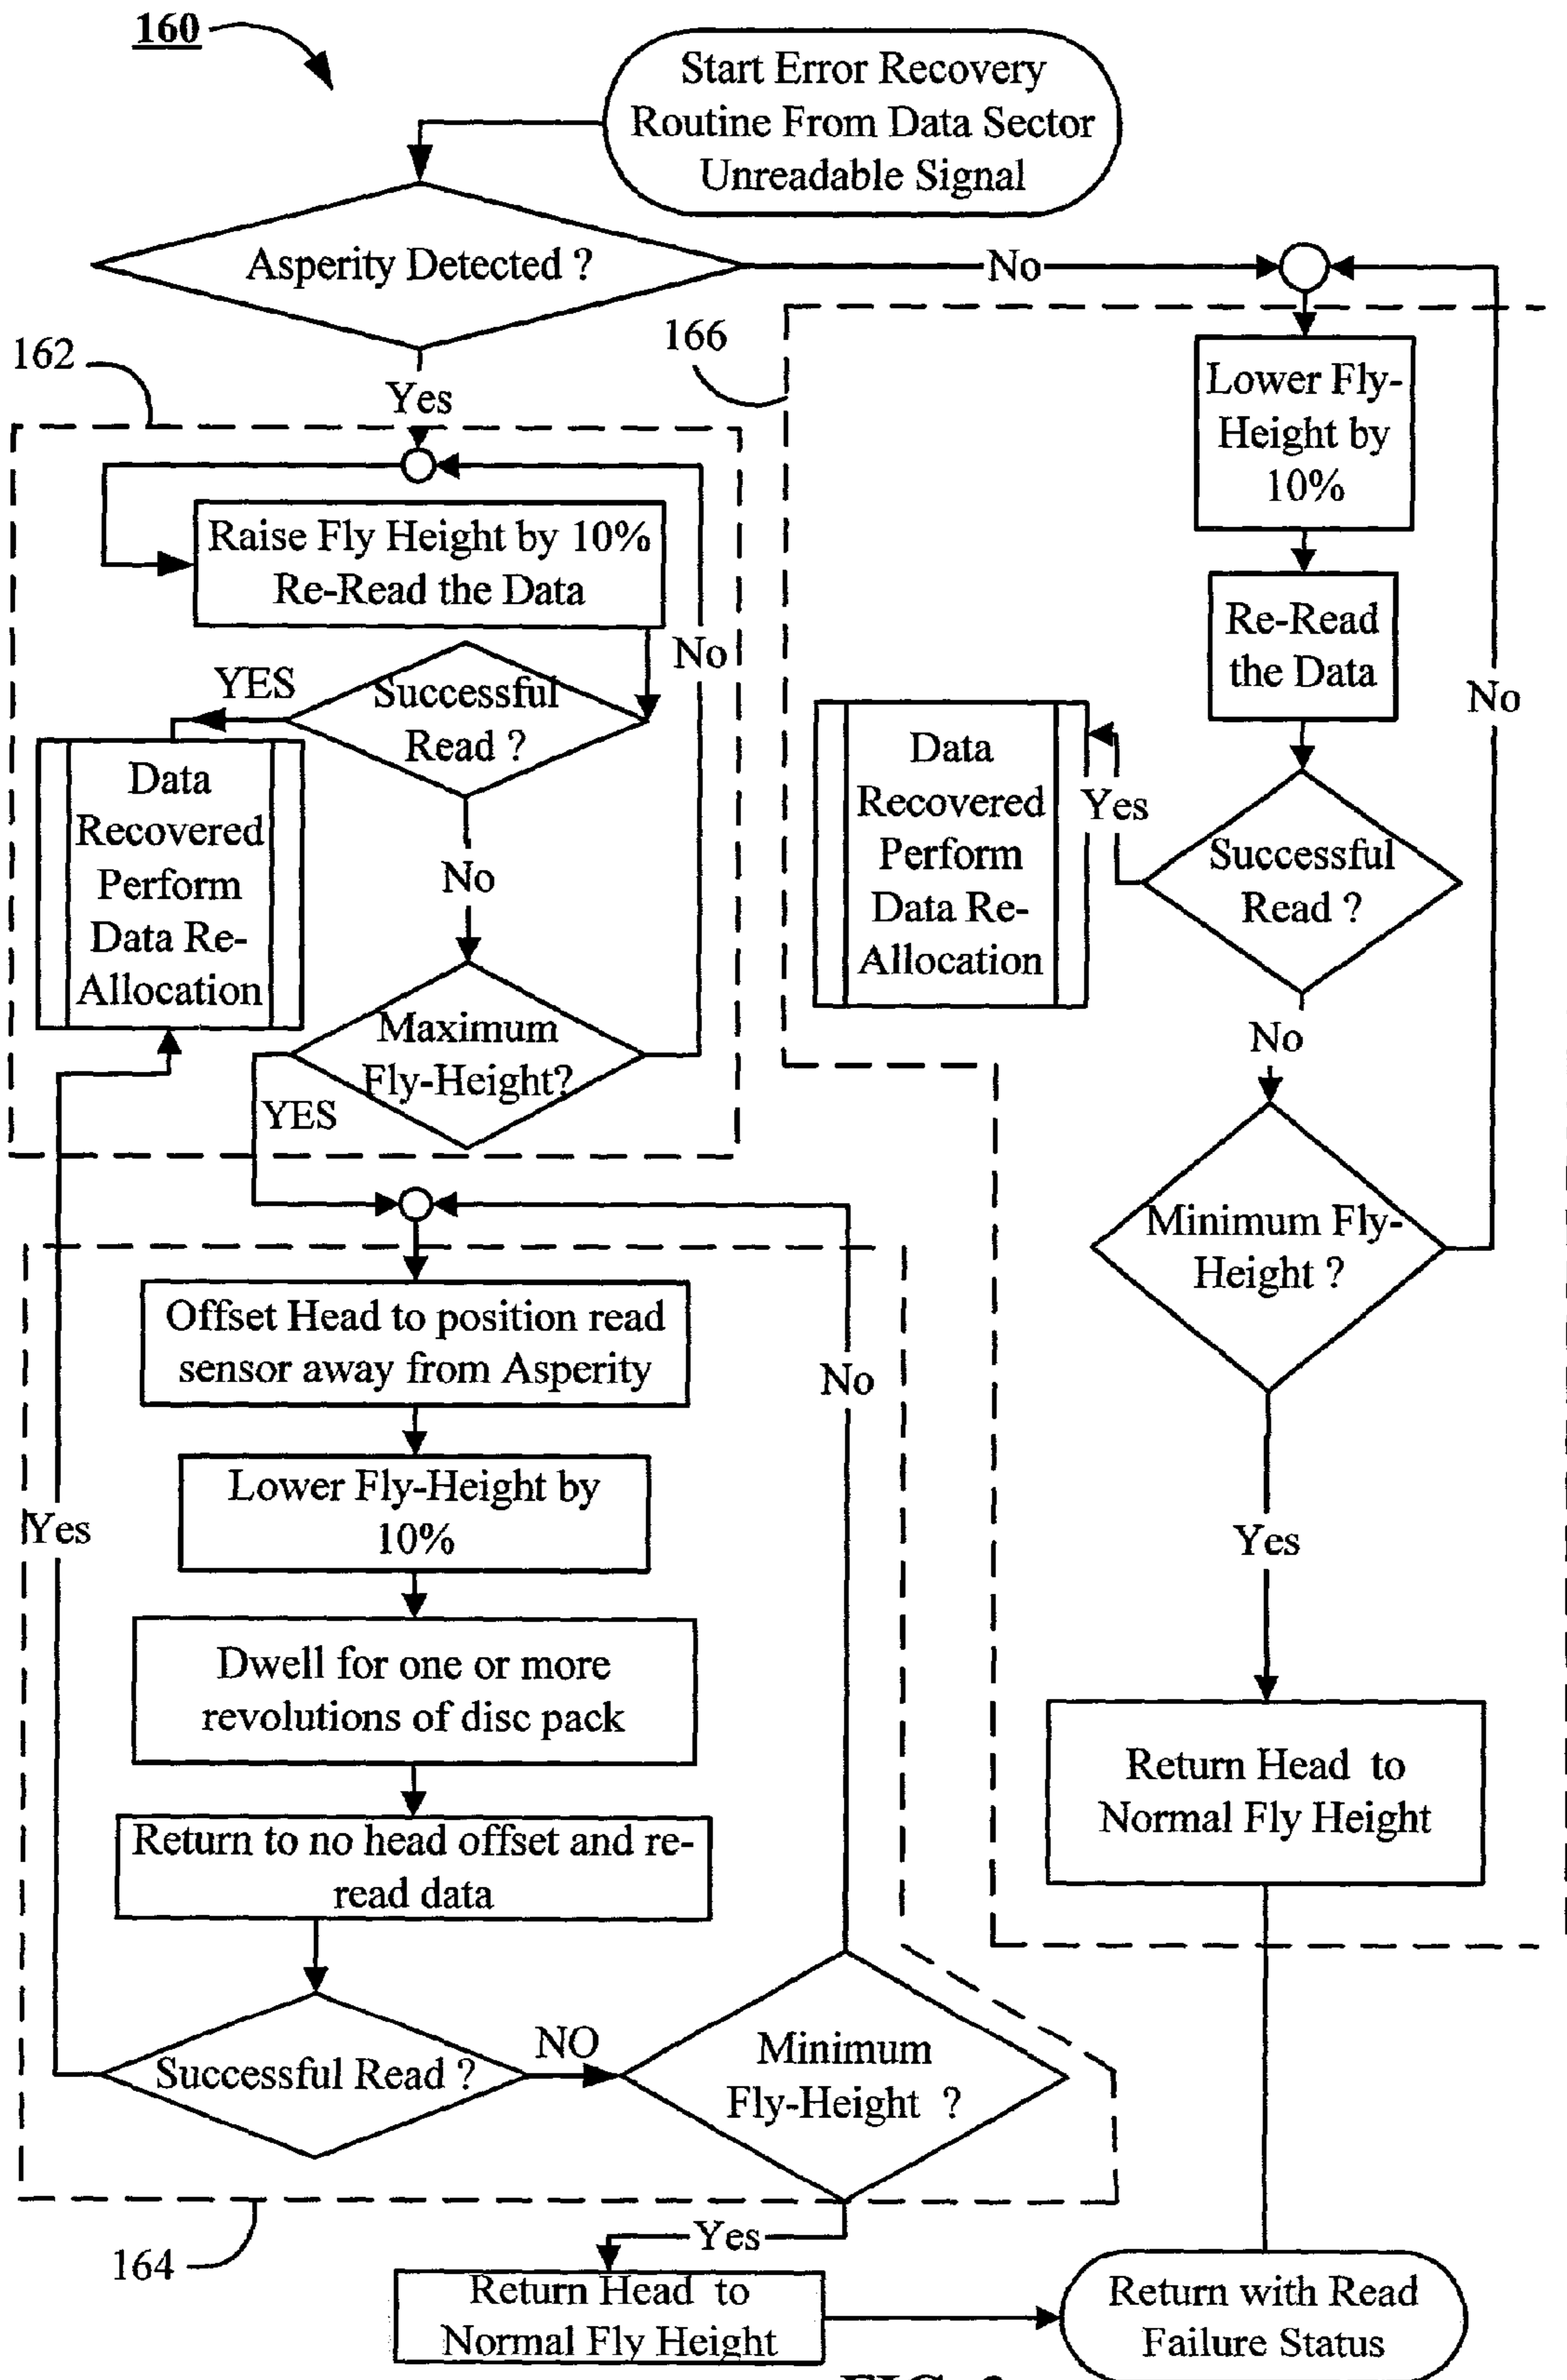 160
Start Error Recovery
Routine From Data Sector
Unreadable Signal
Asperity Detected ?
No
Yes
162
166
Raise Fly Height by 10%
Re-Read the Data
No
YES
Successful
Read ?
Data
Recovered
Perform
Data Re-
Allocation
No
Maximum
Fly-Height?
YES
Lower Fly-
Height by
10%
Re-Read
the Data
No
Data
Recovered
Perform
Data Re-
Allocation
Yes
Successful
Read ?
No
Minimum Fly-
Height ?
Yes
Return Head to
Normal Fly Height
Offset Head to position read
sensor away from Asperity
No
Lower Fly-Height by
10%
Yes
Dwell for one or more
revolutions of disc pack
Return to no head offset and re-
read data
Successful Read ?
NO
Minimum
Fly-Height ?
164
Yes
Return Head to
Normal Fly Height
Return with Read
Failure Status